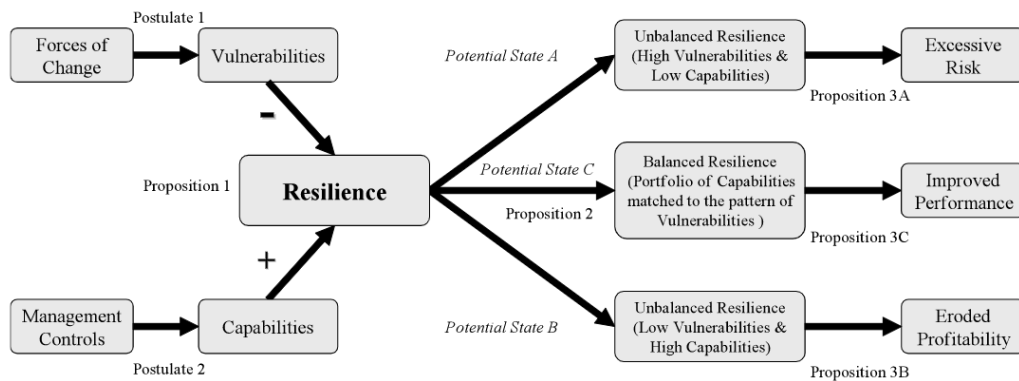 Postulate 1
Forces of
Change
Vulnerabilities
-
Proposition 1
Resilience
+
Management
Controls
Capabilities
Postulate 2
Potential State A
Unbalanced Resilience
(High Vulnerabilities &
Low Capabilities)
Proposition 3A
Excessive
Risk
Potential State C
Proposition 2
Balanced Resilience
(Portfolio of Capabilities
matched to the pattern of
Vulnerabilities )
Proposition 3C
Improved
Performance
Potential State B
Unbalanced Resilience
(Low Vulnerabilities &
High Capabilities)
Proposition 3B
Eroded
Profitability